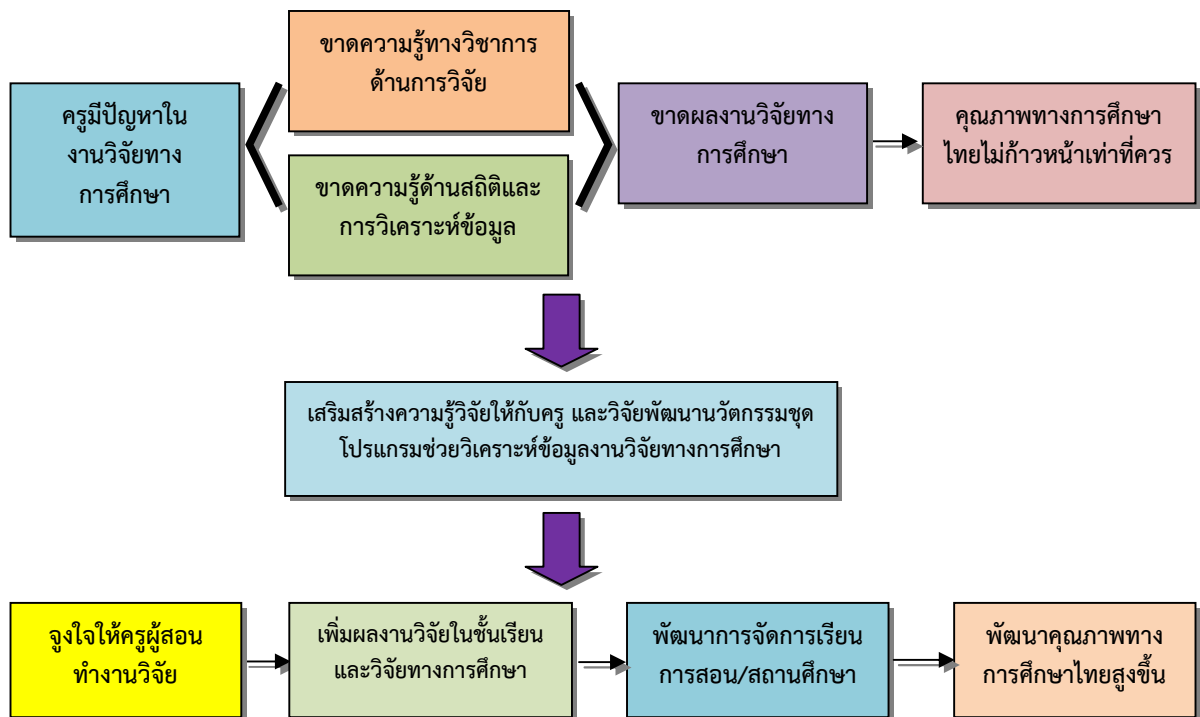 ครูมีปัญหาใน
งานวิจัยทาง
การศึกษา
ขาดความรู้ทางวิชาการ
ด้านการวิจัย
ขาดความรู้ด้านสถิติและ
การวิเคราะห์ข้อมูล
ขาดผลงานวิจัยทาง
การศึกษา
คุณภาพทางการศึกษา
ไทยไม่ก้าวหน้าเท่าที่ควร
เสริมสร้างความรู้วิจัยให้กับครู และวิจัยพัฒนานวัตกรรมชุด
โปรแกรมช่วยวิเคราะห์ข้อมูลงานวิจัยทางการศึกษา
จูงใจให้ครูผู้สอน
ทำงานวิจัย
เพิ่มผลงานวิจัยในชั้นเรียน
และวิจัยทางการศึกษา
พัฒนาการจัดการเรียน
การสอน/สถานศึกษา
พัฒนาคุณภาพทาง
การศึกษาไทยสูงขึ้น